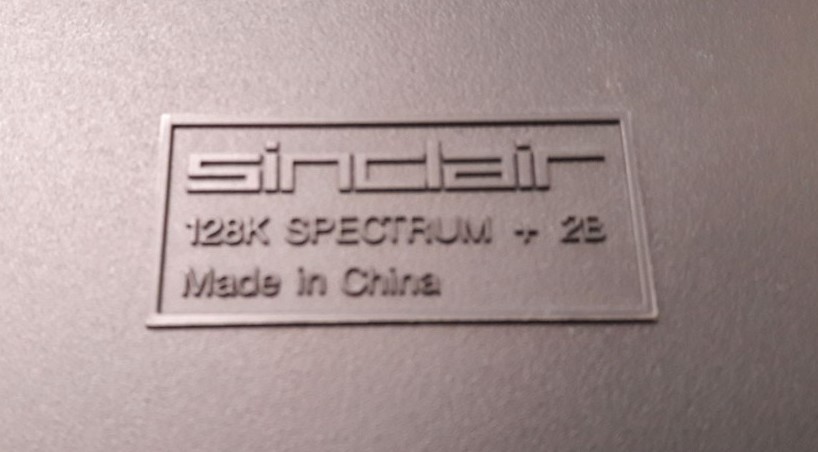 sinclair
128K SPECTRUM + 2B
Made in China